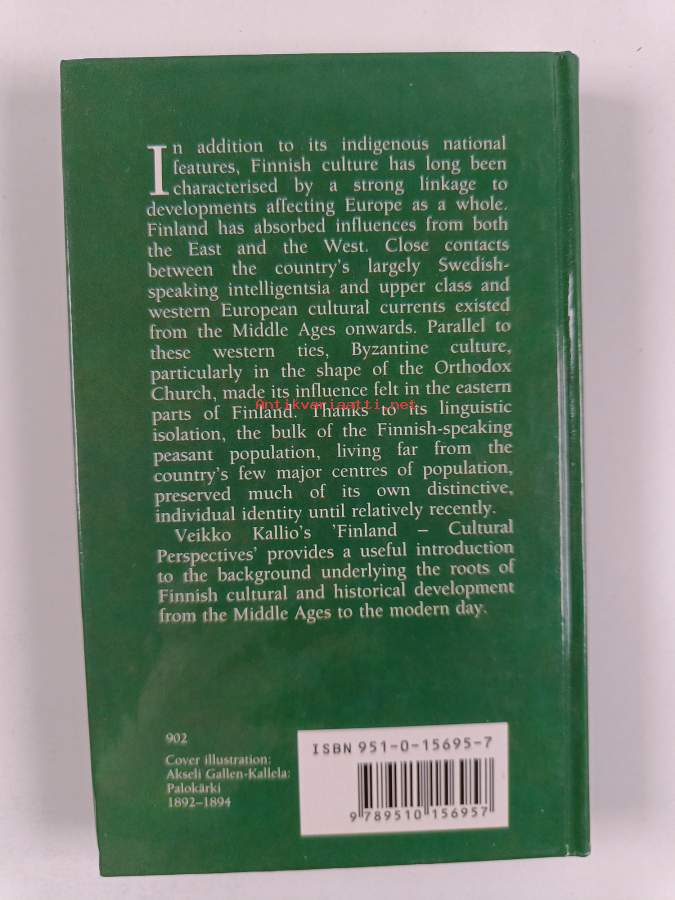 In addition to its indigenous national
features, Finnish culture has long been
characterised by a strong linkage to
developments affecting Europe as a whole.
Finland has absorbed influences from both
the East and the West. Close contacts
between the country's largely Swedish-
speaking intelligentsia and upper class and
western European cultural currents existed
from the Middle Ages onwards. Parallel to
these western ties, Byzantine culture,
particularly in the shape of the Orthodox
Church, made its influence felt in the eastern
parts of Finland. Thanks to its linguistic
Antikvariaatti.net
isolation, the bulk of the Finnish-speaking
peasant population, living far from the
country's few major centres of population,
preserved much of its own distinctive,
individual identity until relatively recently.
Veikko Kallio's 'Finland – Cultural
Perspectives' provides a useful introduction
to the background underlying the roots of
Finnish cultural and historical development
from the Middle Ages to the modern day.
902
Cover illustration:
Akseli Gallen-Kallela:
Palokärki
1892–1894
ISBN 951-0-15695-7
9 789510 156957